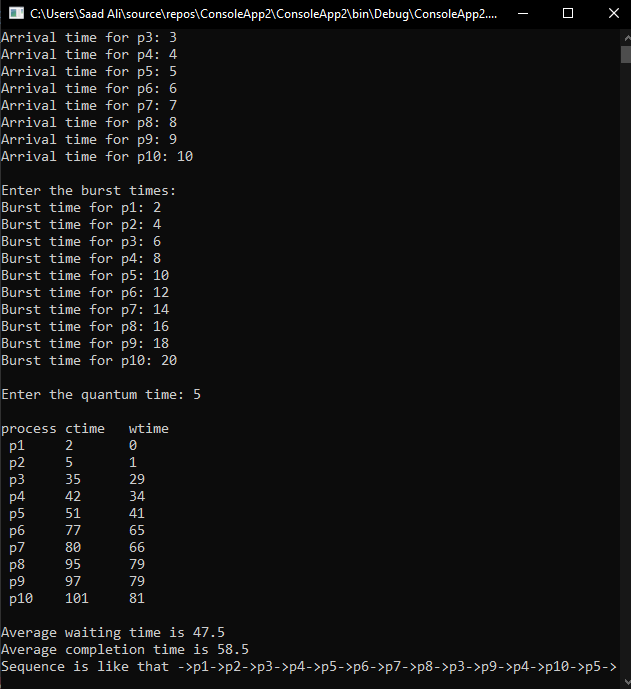 C:\Users\Saad Ali\source\repos\ConsoleApp2\ConsoleApp2\bin\Debug\ConsoleApp2....
Arrival time for p3: 3
Arrival time for p4: 4
Arrival time for p5: 5
Arrival time for p6: 6
Arrival time for p7: 7
Arrival time for p8: 8
Arrival time for p9: 9
Arrival time for p10: 10
Enter the burst times:
Burst time for p1: 2
Burst time for p2: 4
Burst time for p3: 6
Burst time for p4: 8
Burst time for p5: 10
Burst time for p6: 12
Burst time for p7: 14
Burst time for p8: 16
Burst time for p9: 18
Burst time for p10: 20
Enter the quantum time: 5
process ctime   wtime
p1      2       0
p2      5       1
p3      35      29
p4      42      34
p5      51      41
p6      77      65
p7      80      66
p8      95      79
p9      97      79
p10     101     81
Average waiting time is 47.5
Average completion time is 58.5
Sequence is like that ->p1->p2->p3->p4->p5->p6->p7->p8->p3->p9->p4->p10->p5->